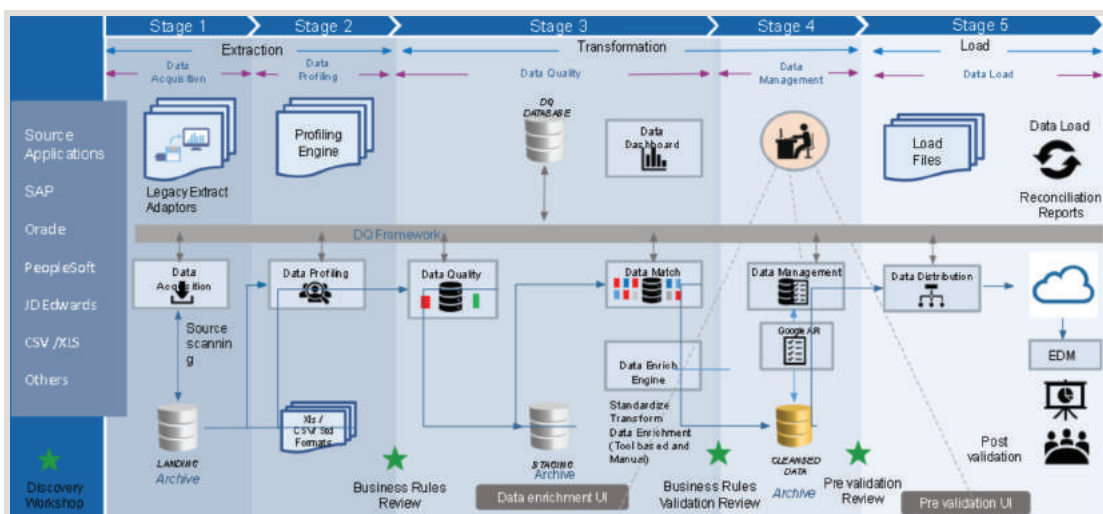 Stage 1
Stage 2
Stage 3
Stage 4
Stage 5
Extraction
Transformation
Load
Data
Acquisition
Data
Profiling
Data Quality
Data
Management
Data Load
Source
Applications
SAP
Oracle
PeopleSoft
JD Edwards
CSV /XLS
Others
Legacy Extract
Adaptors
Profiling
Engine
DQ
DATABASE
Data
Dashboard
Load
Files
Data Load
Reconciliation
Reports
DQ Framework
Data
Acquisition
Data Profiling
Data Quality
Data Match
Data Management
Data Distribution
Source
scannin
g
Google API
Data Enrich
Engine
EDM
Xls /
CSV/ Std
Formats
Standardize
Transform
Data Enrichment
(Tool based and
Manual)
LANDING
Archive
STAGING
Archive
CLEANSED
DATA
Archive
Post
validation
Discovery
Workshop
Business Rules
Review
Data enrichment UI
Business Rules
Validation Review
Pre validation
Review
Pre validation UI